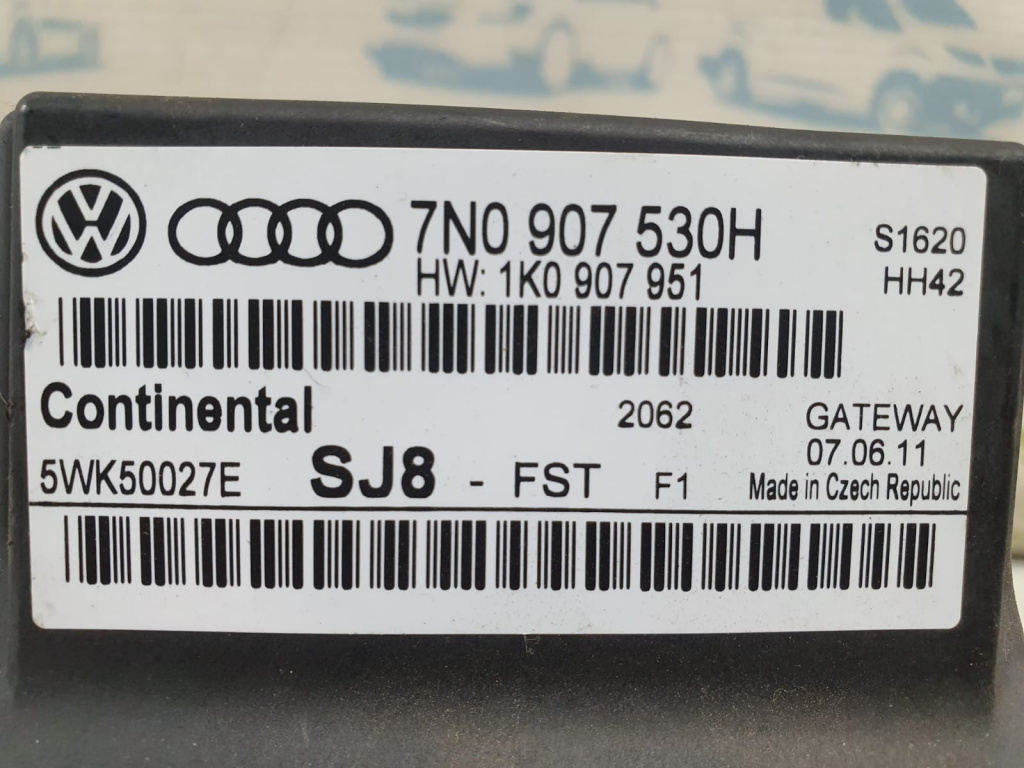 VW 7N0 907 530H S1620
HW: 1K0 907 951 HH42
Continental 2062 GATEWAY
07.06.11
5WK50027E SJ8 - FST F1 Made in Czech Republic